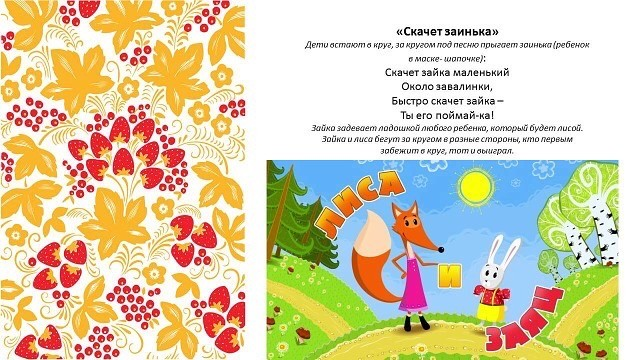 «Скачет заинька»
Дети встают в круг, за кругом под песню прыгает заинька (ребенок
в маске- шапочке):
Скачет зайка маленький
Около завалинки,
Быстро скачет зайка –
Ты его поймай-ка!
Зайка задевает ладошкой любого ребенка, который будет лисой.
Зайка и лиса бегут за кругом в разные стороны, кто первым
забежит в круг, тот и выиграл.
ЛИСА
И
ЗАЯЦ